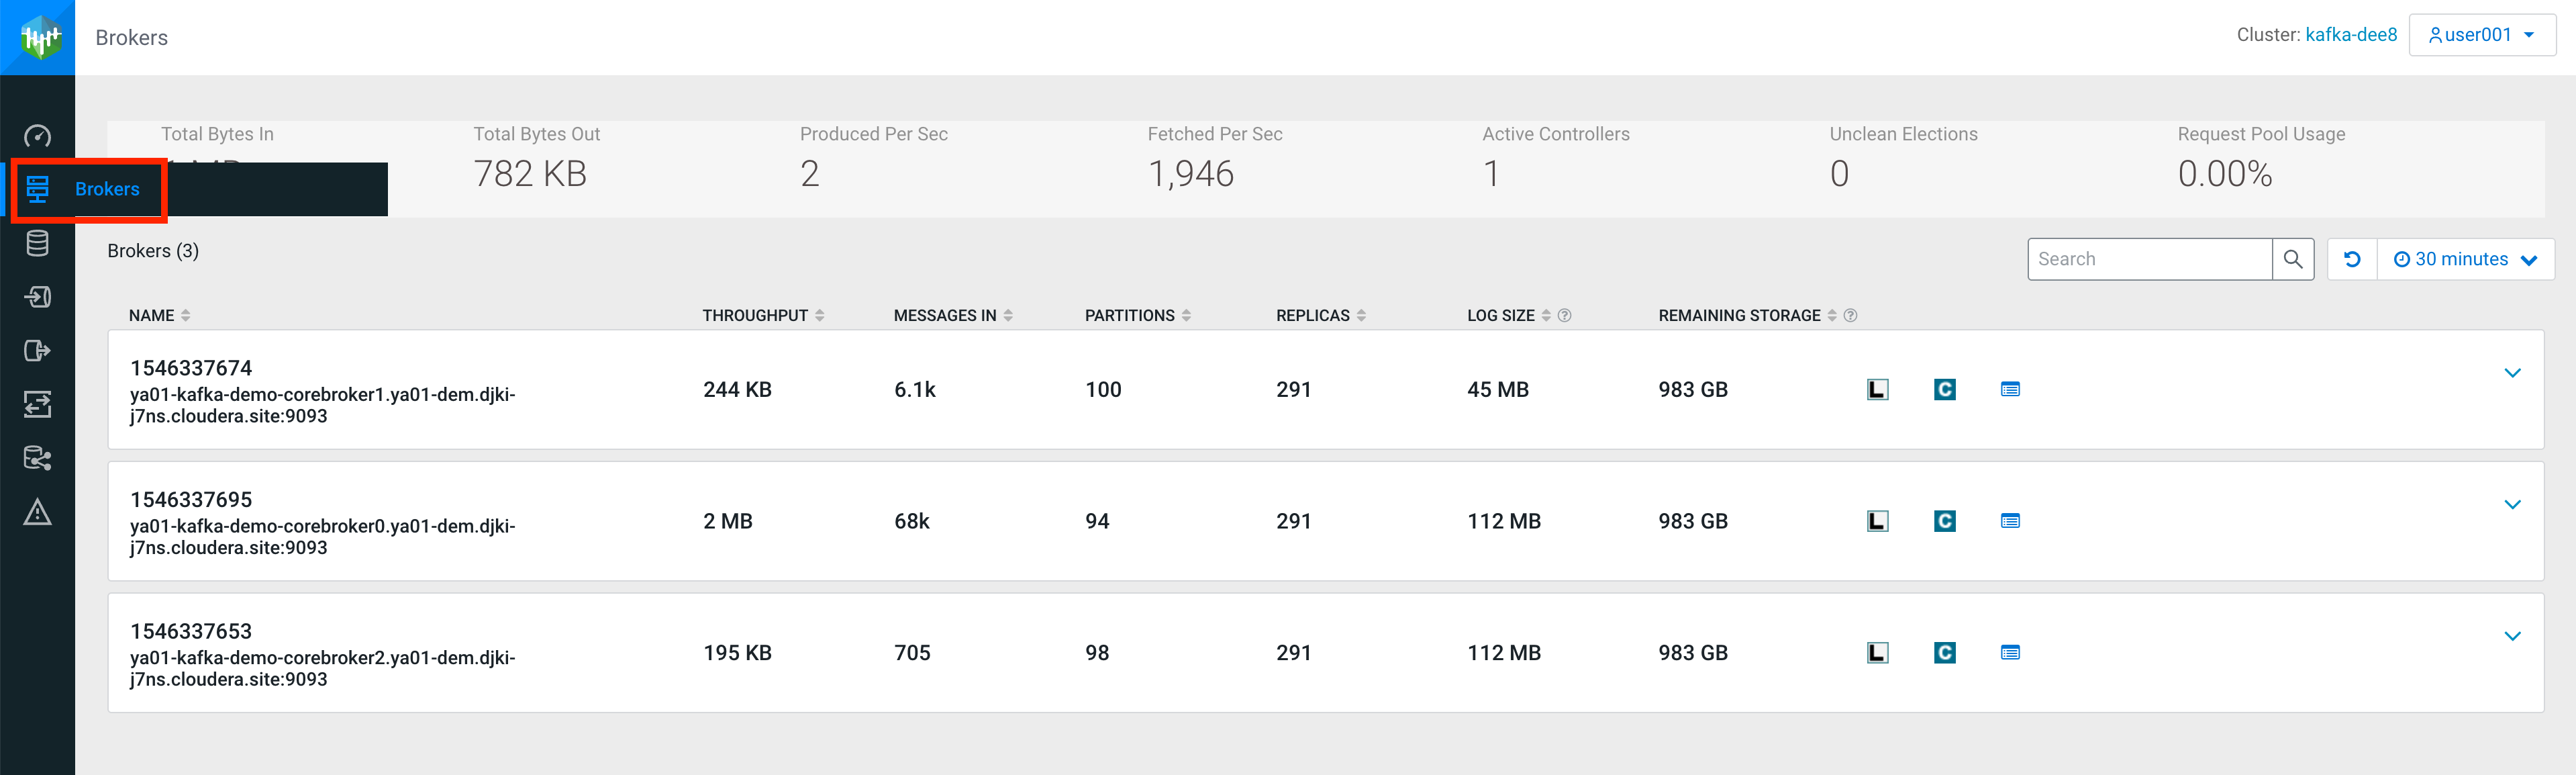 Brokers
Cluster: kafka-dee8
user001
Total Bytes In
Total Bytes Out
Produced Per Sec
Fetched Per Sec
Active Controllers
Unclean Elections
Request Pool Usage
782 KB
2
1,946
1
0
0.00%
Brokers
Brokers (3)
Search
30 minutes
NAME
THROUGHPUT
MESSAGES IN
PARTITIONS
REPLICAS
LOG SIZE
REMAINING STORAGE
1546337674
ya01-kafka-demo-corebroker1.ya01-dem.djki-
j7ns.cloudera.site:9093
244 KB
6.1k
100
291
45 MB
983 GB
L
C
1546337695
ya01-kafka-demo-corebroker0.ya01-dem.djki-
j7ns.cloudera.site:9093
2 MB
68k
94
291
112 MB
983 GB
L
C
1546337653
ya01-kafka-demo-corebroker2.ya01-dem.djki-
j7ns.cloudera.site:9093
195 KB
705
98
291
112 MB
983 GB
L
C